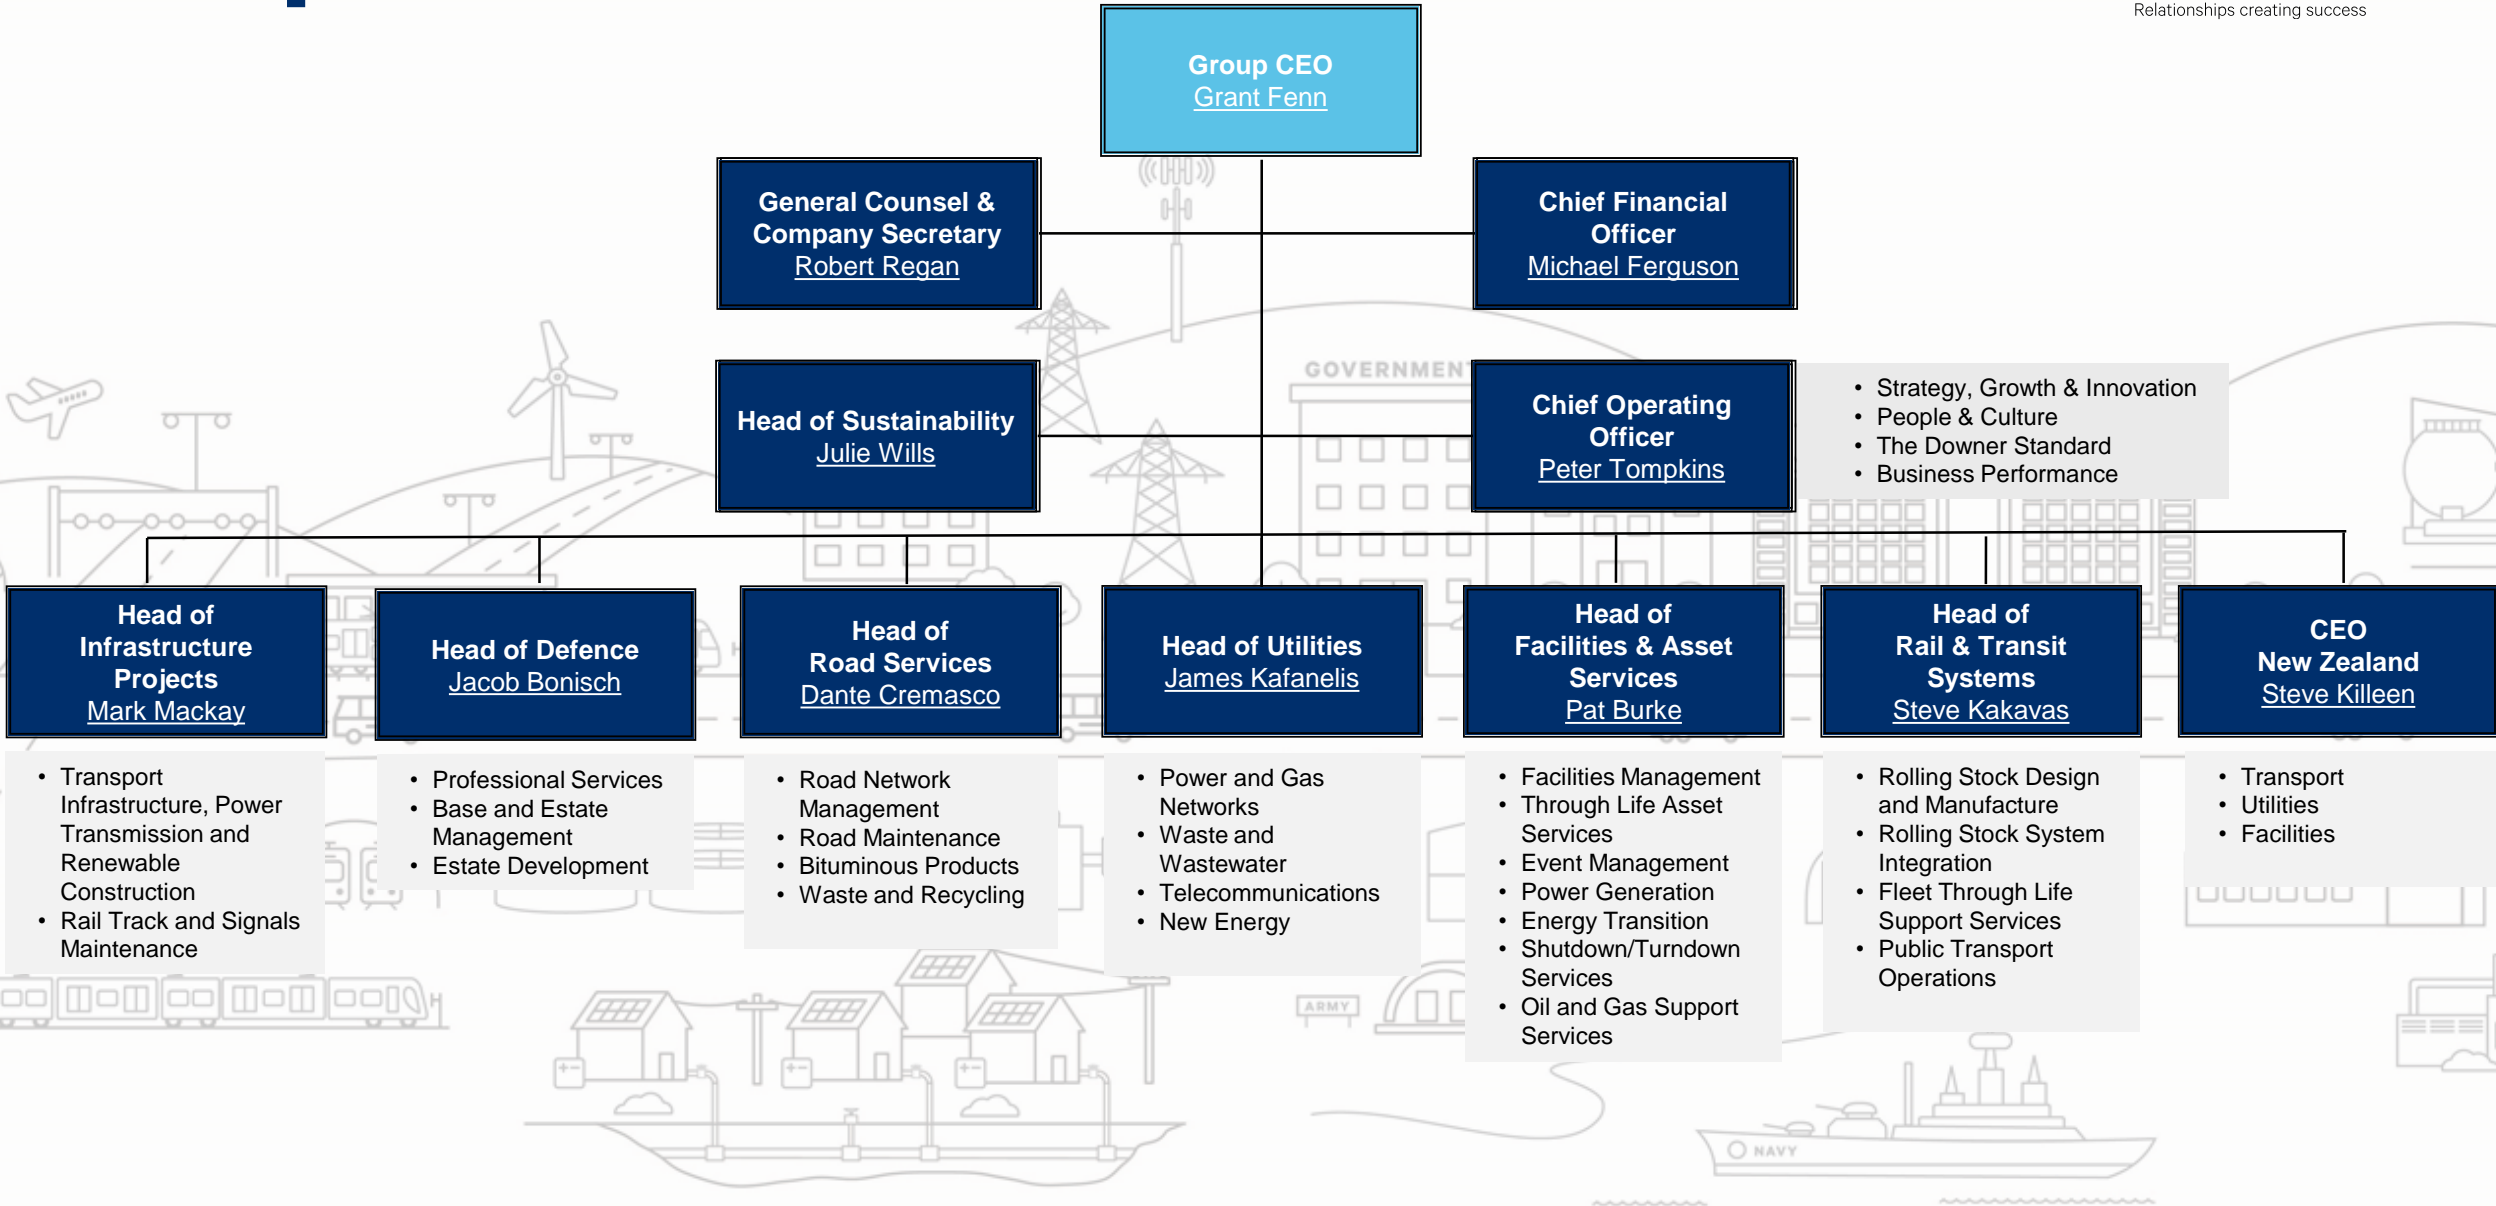 Relationships creating success
Group CEO
Grant Fenn
General Counsel &
Company Secretary
Robert Regan
Chief Financial
Officer
Michael Ferguson
GOVERNMENT
Head of Sustainability
Julie Wills
Chief Operating
Officer
Peter Tompkins
• Strategy, Growth & Innovation
• People & Culture
• The Downer Standard
• Business Performance
Head of
Infrastructure
Projects
Mark Mackay
• Transport
Infrastructure, Power
Transmission and
Renewable
Construction
• Rail Track and Signals
Maintenance
Head of Defence
Jacob Bonisch
• Professional Services
• Base and Estate
Management
• Estate Development
Head of
Road Services
Dante Cremasco
• Road Network
Management
• Road Maintenance
• Bituminous Products
• Waste and Recycling
Head of Utilities
James Kafanelis
• Power and Gas
Networks
• Waste and
Wastewater
• Telecommunications
• New Energy
Head of
Facilities & Asset
Services
Pat Burke
• Facilities Management
• Through Life Asset
Services
• Event Management
• Power Generation
• Energy Transition
• Shutdown/Turndown
Services
• Oil and Gas Support
Services
Head of
Rail & Transit
Systems
Steve Kakavas
• Rolling Stock Design
and Manufacture
• Rolling Stock System
Integration
• Fleet Through Life
Support Services
• Public Transport
Operations
CEO
New Zealand
Steve Killeen
• Transport
• Utilities
• Facilities
ARMY
NAVY